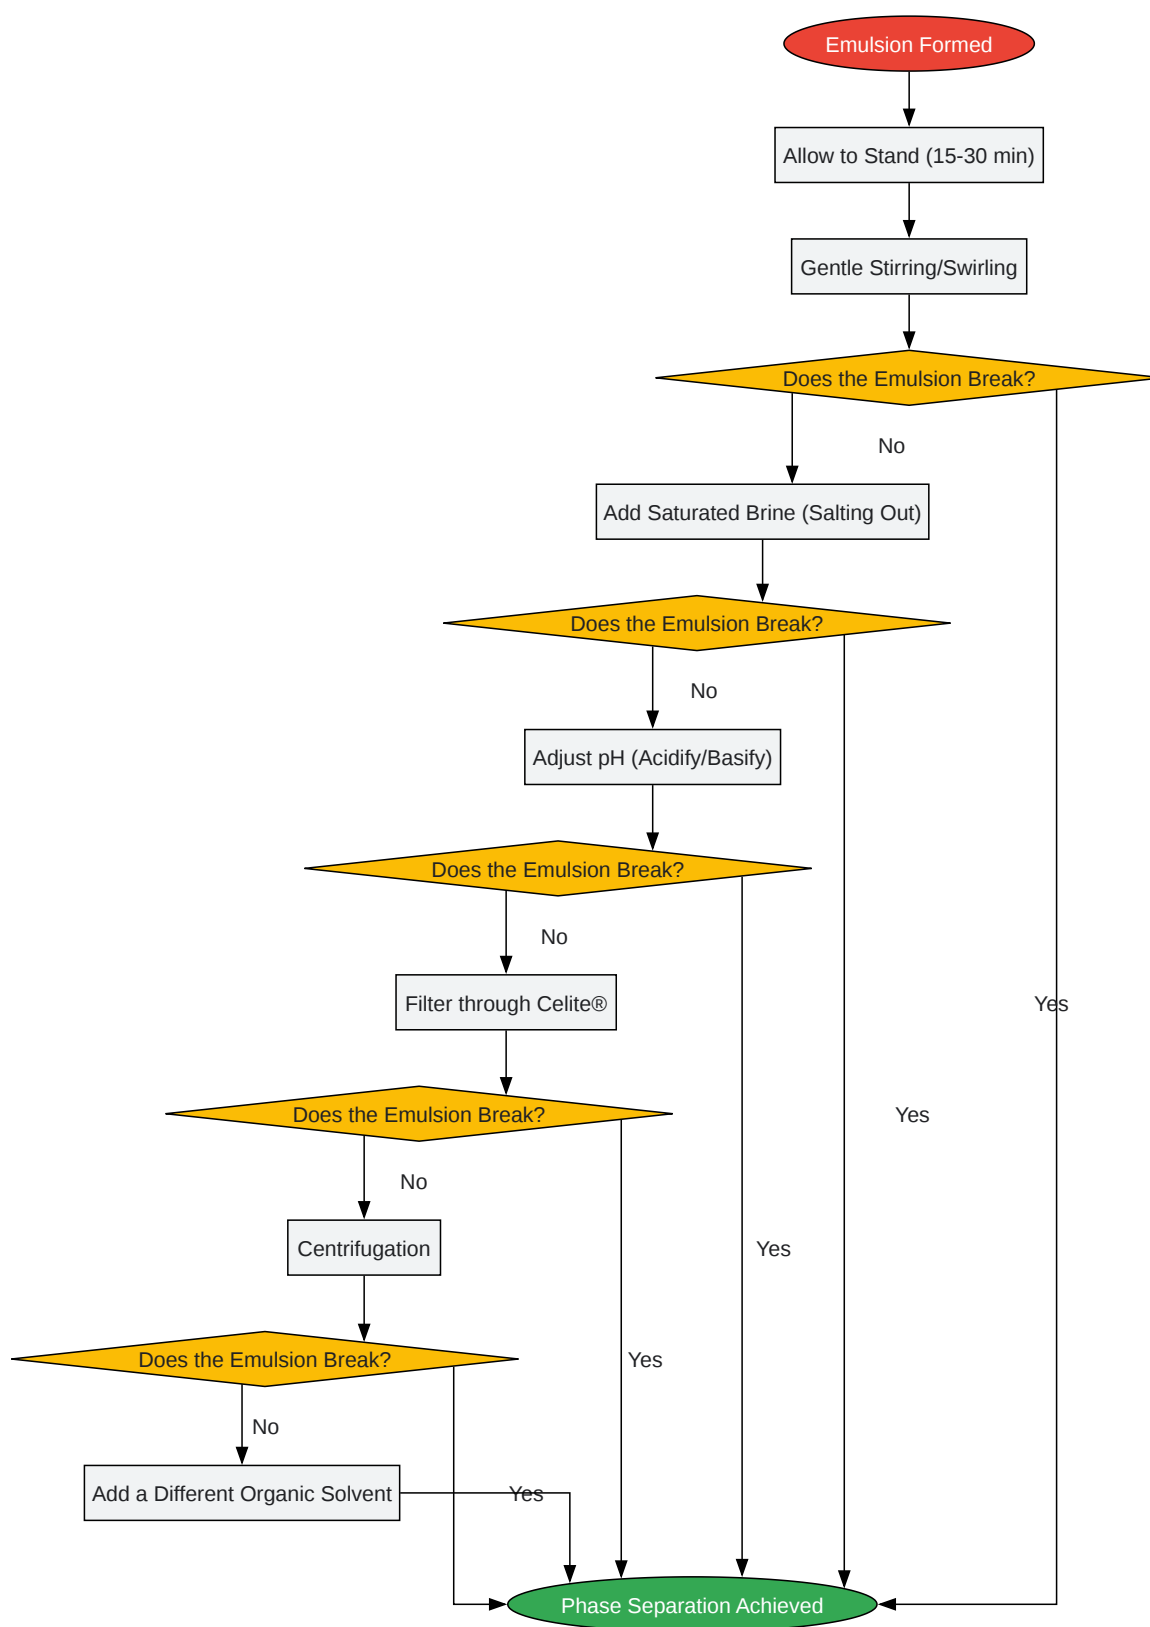 Emulsion Formed
Allow to Stand (15-30 min)
Gentle Stirring/Swirling
Does the Emulsion Break?
No
Add Saturated Brine (Salting Out)
Does the Emulsion Break?
No
Adjust pH (Acidify/Basify)
Does the Emulsion Break?
No
Filter through Celite®
Yes
Does the Emulsion Break?
Yes
No
Centrifugation
Yes
Does the Emulsion Break?
Yes
No
Add a Different Organic Solvent
Yes
Phase Separation Achieved